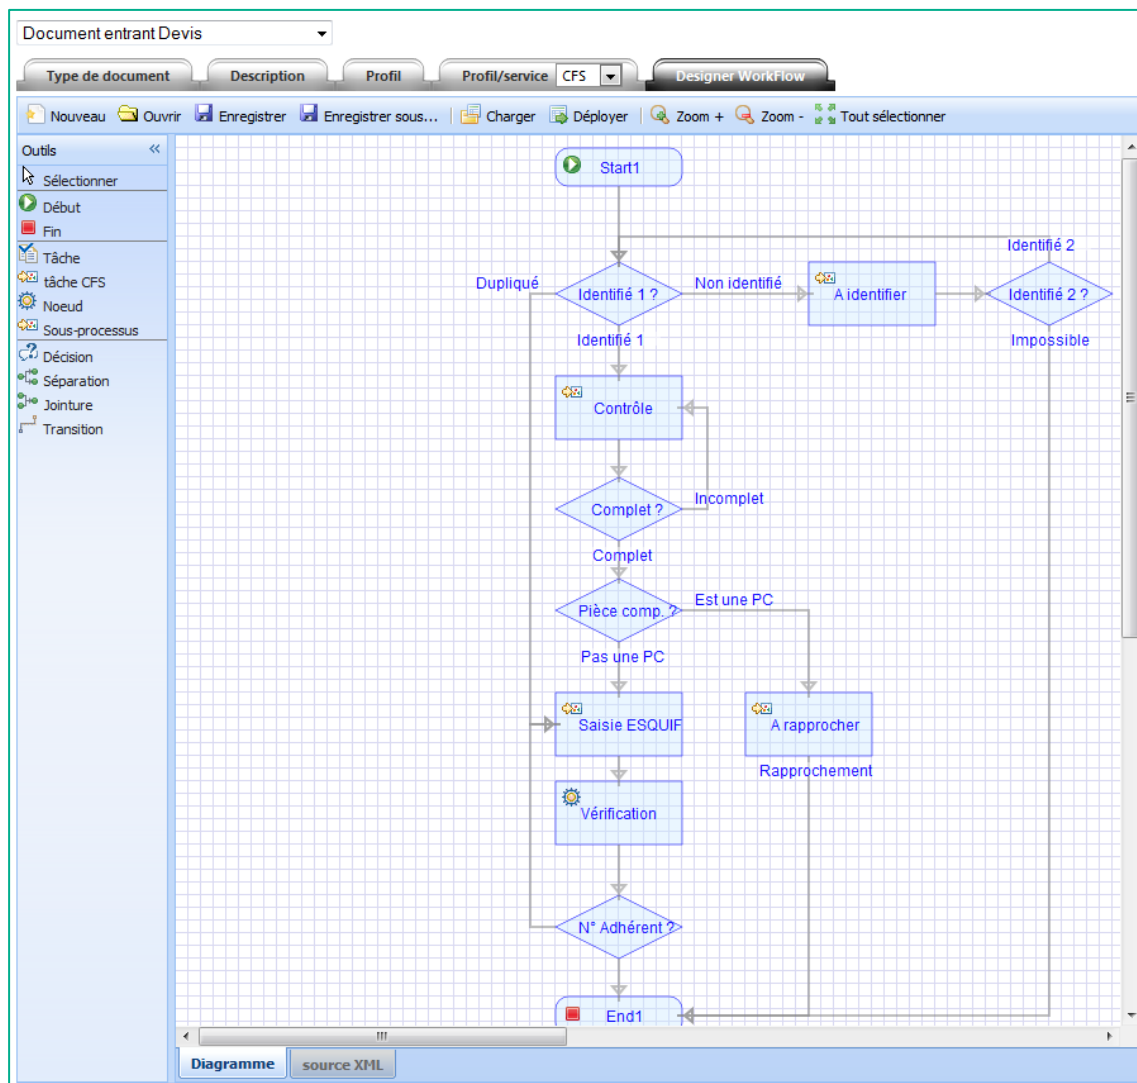 Document entrant Devis
Type de document
Description
Profil
Profil/service
CFS
Designer WorkFlow
Nouveau
Ouvrir
Enregistrer
Enregistrer sous...
Charger
Déployer
Zoom +
Zoom -
Tout sélectionner
Outils
Sélectionner
Début
Fin
Tâche
tâche CFS
Noeud
Sous-processus
Décision
Séparation
Jointure
Transition
Start1
Identifié 2
Dupliqué
Identifié 1 ?
Non identifié
A identifier
Identifié 2 ?
Identifié 1
Impossible
Contrôle
Incomplet
Complet ?
Complet
Est une PC
Pièce comp. ?
Pas une PC
Saisie ESQUIF
A rapprocher
Rapprochement
Vérification
N° Adhérent ?
End1
Diagramme
source XML